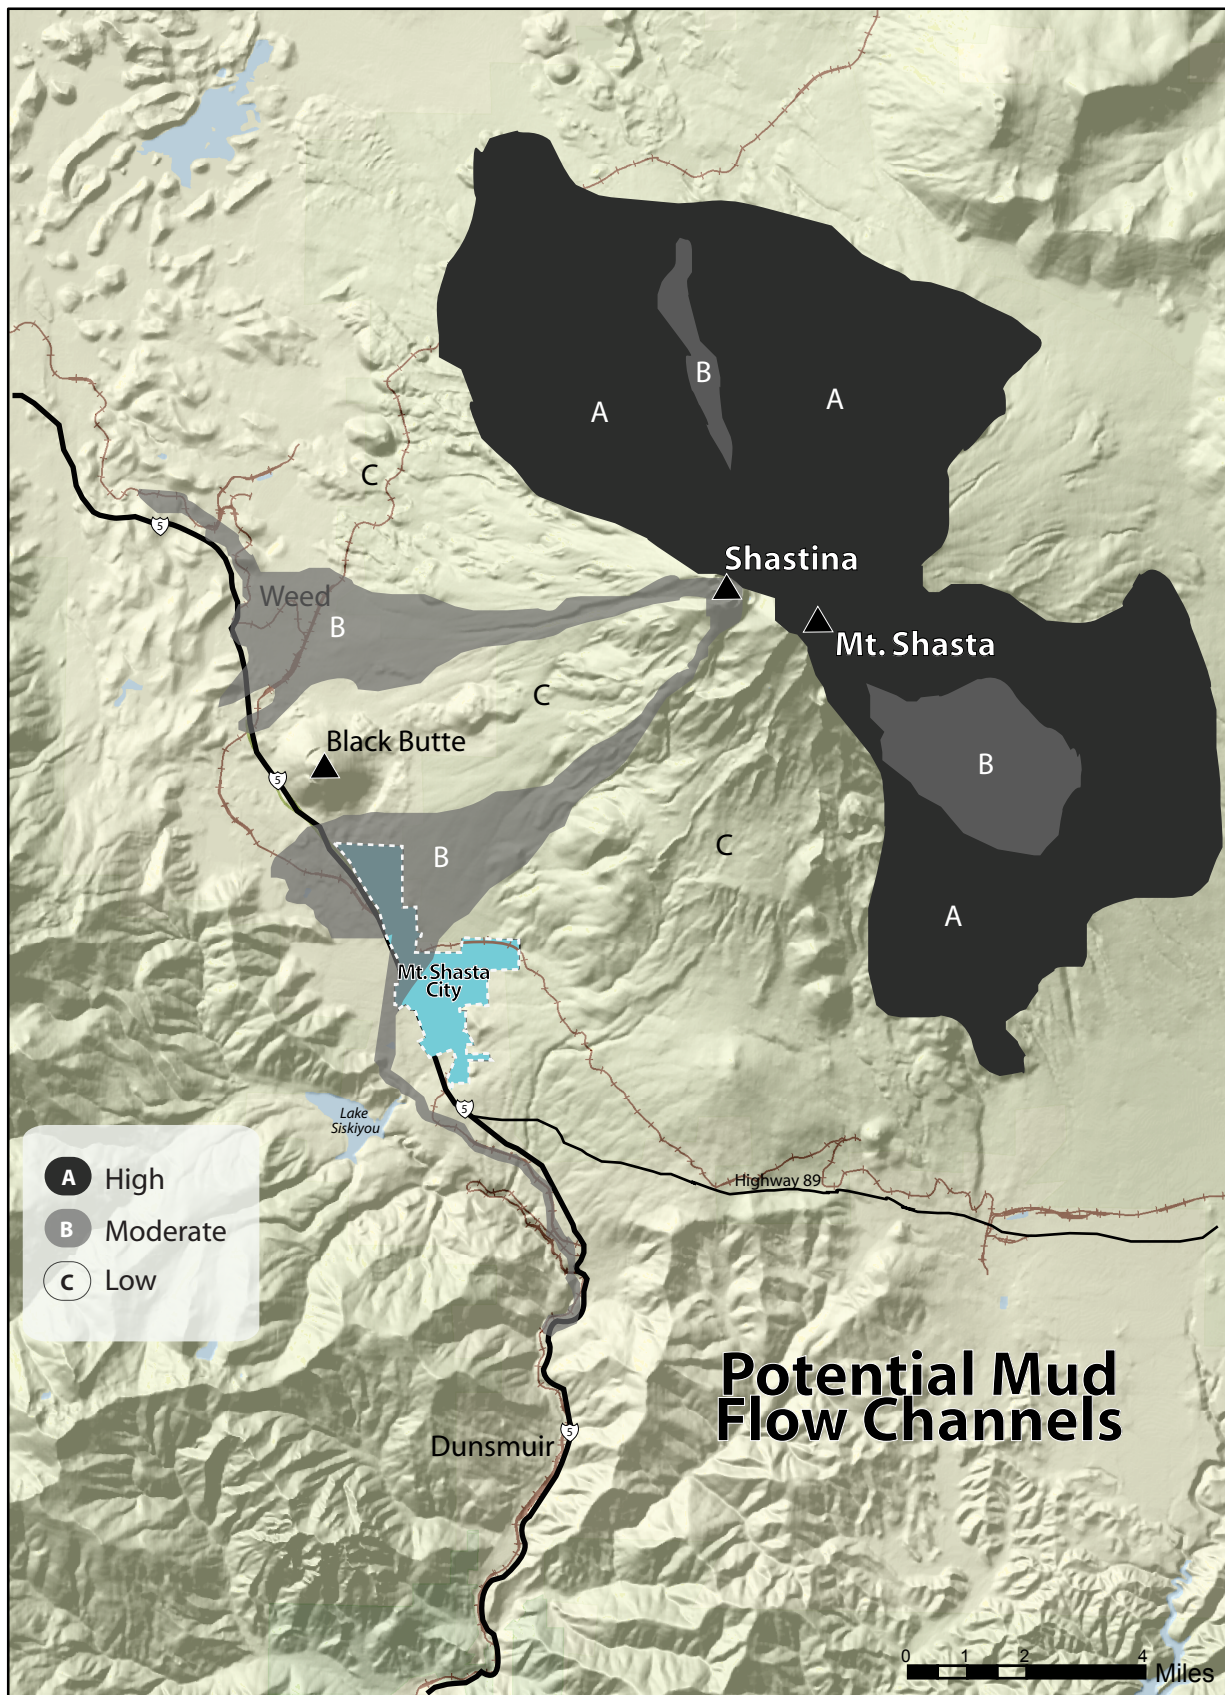 B
A
A
C
5
Shastina
Weed
B
Mt. Shasta
C
Black Butte
B
5
C
B
A
Mt. Shasta
City
5
Lake
Siskiyou
A High
B Moderate
C Low
Highway 89
Potential Mud
Flow Channels
5
Dunsmuir
0 1 2 4
Miles